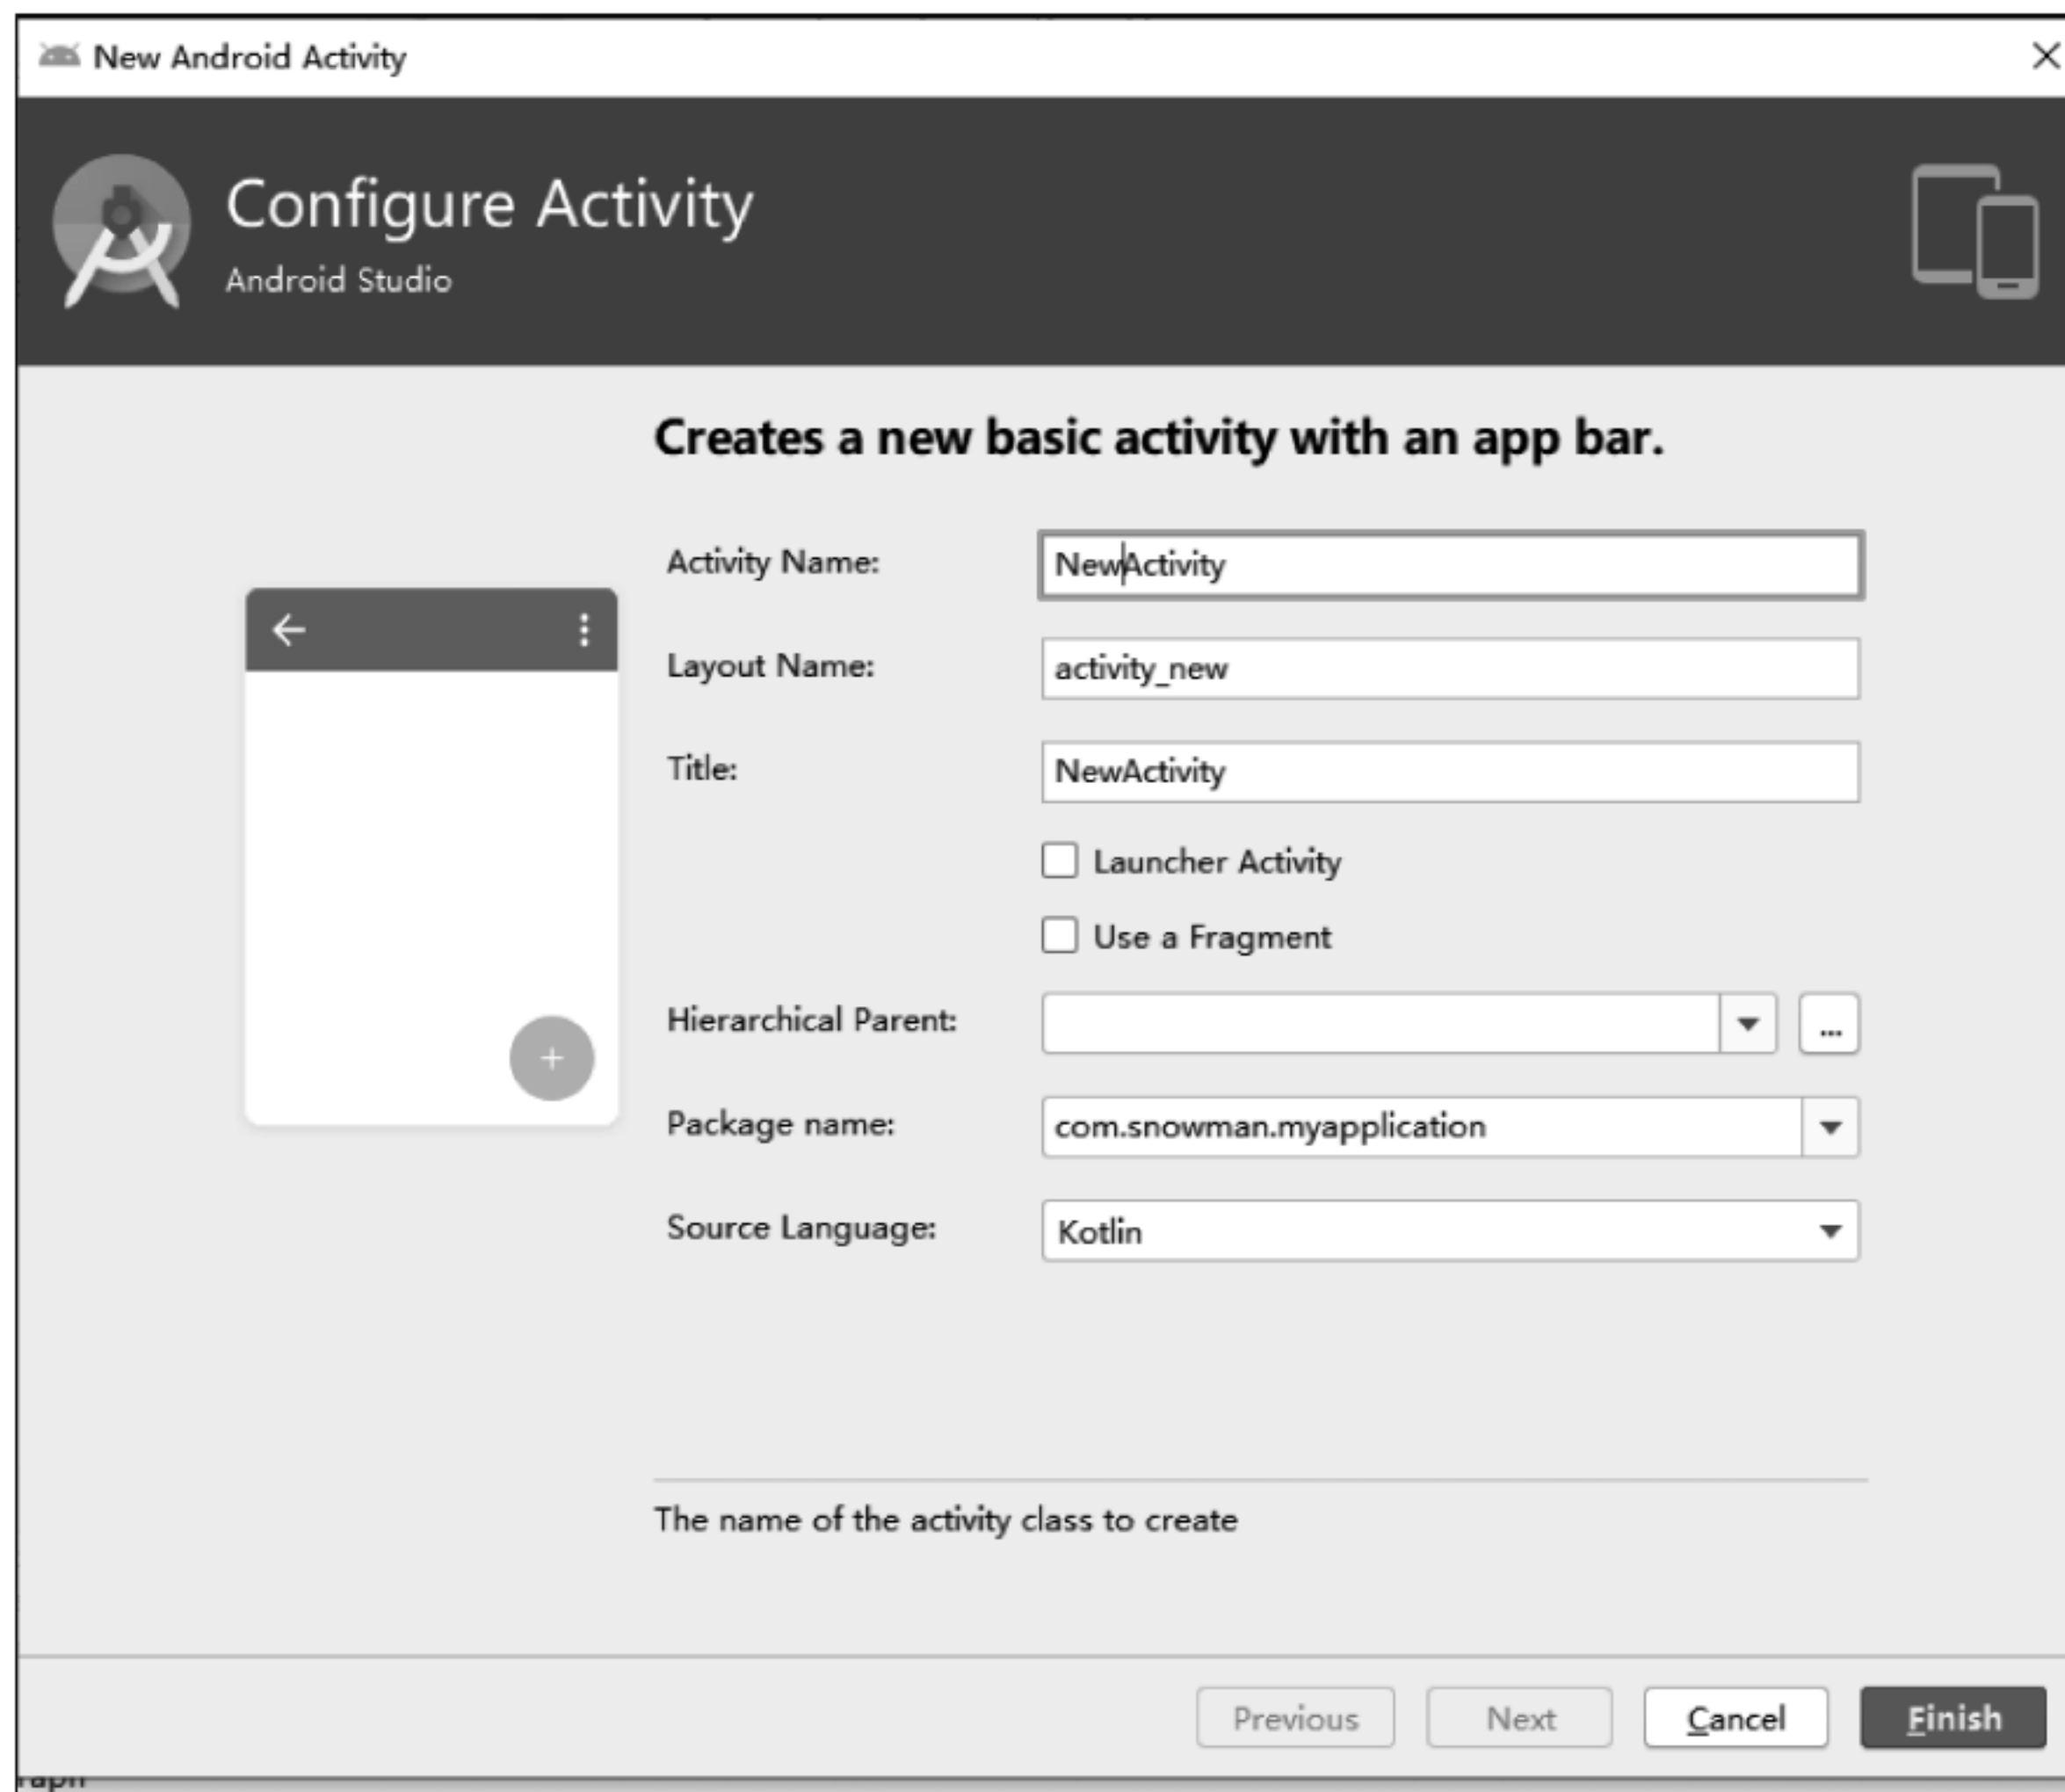 New Android Activity
Configure Activity
Android Studio
Creates a new basic activity with an app bar.
Activity Name: NewActivity
Layout Name: activity_new
Title: NewActivity
Launcher Activity
Use a Fragment
Hierarchical Parent: ...
Package name: com.snowman.myapplication
Source Language: Kotlin
The name of the activity class to create
Previous Next Cancel Finish